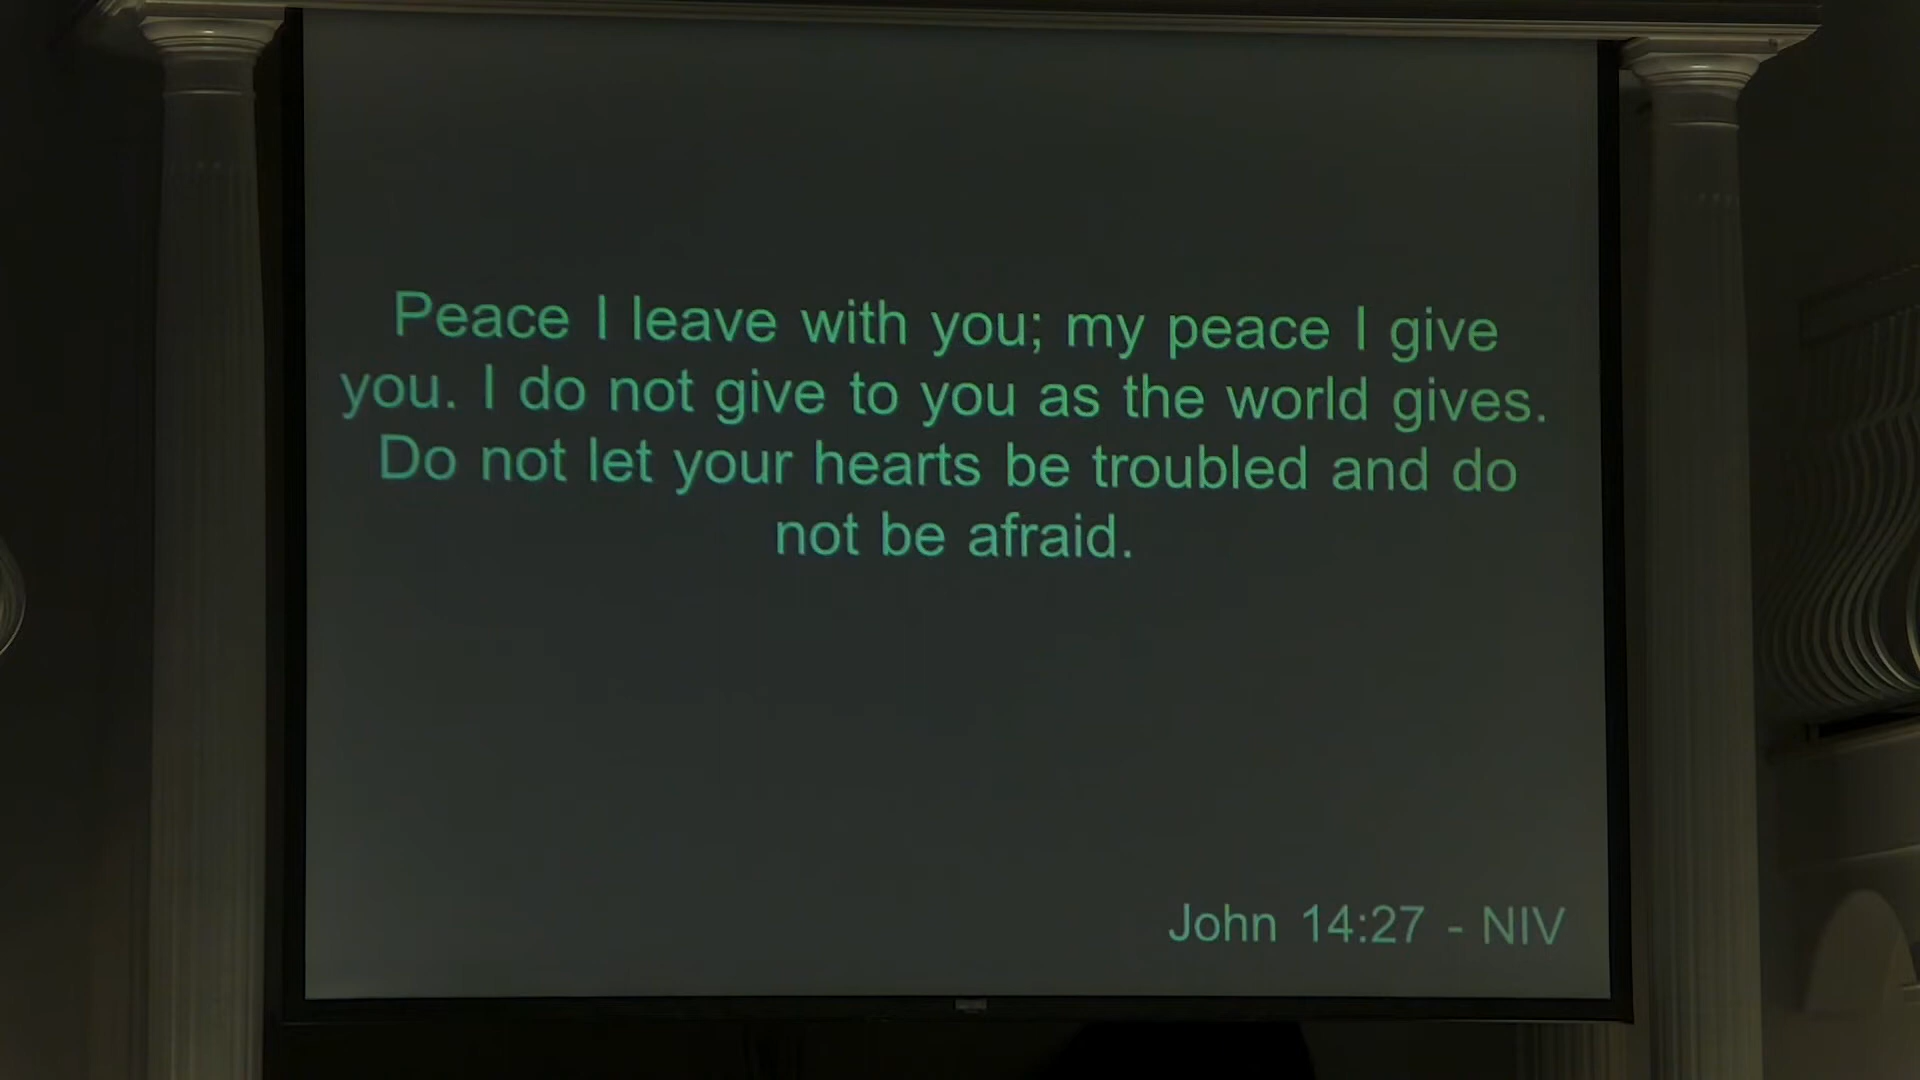 Peace I leave with you; my peace I give
you. I do not give to you as the world gives.
Do not let your hearts be troubled and do
not be afraid.
John 14:27 - NIV